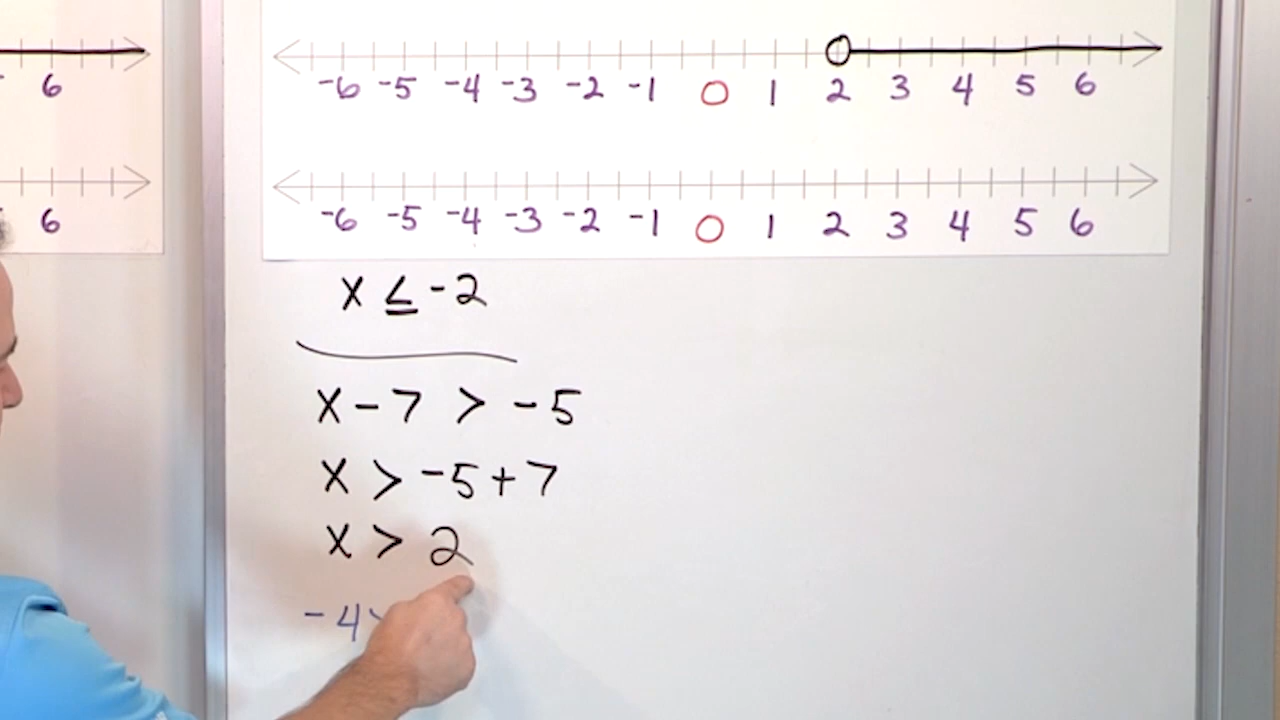 6
-6 -5 -4 -3 -2 -1 0 1 2 3 4 5 6
6
-6 -5 -4 -3 -2 -1 0 1 2 3 4 5 6
x ≤ -2
x - 7 > -5
x > -5 + 7
x > 2
-4